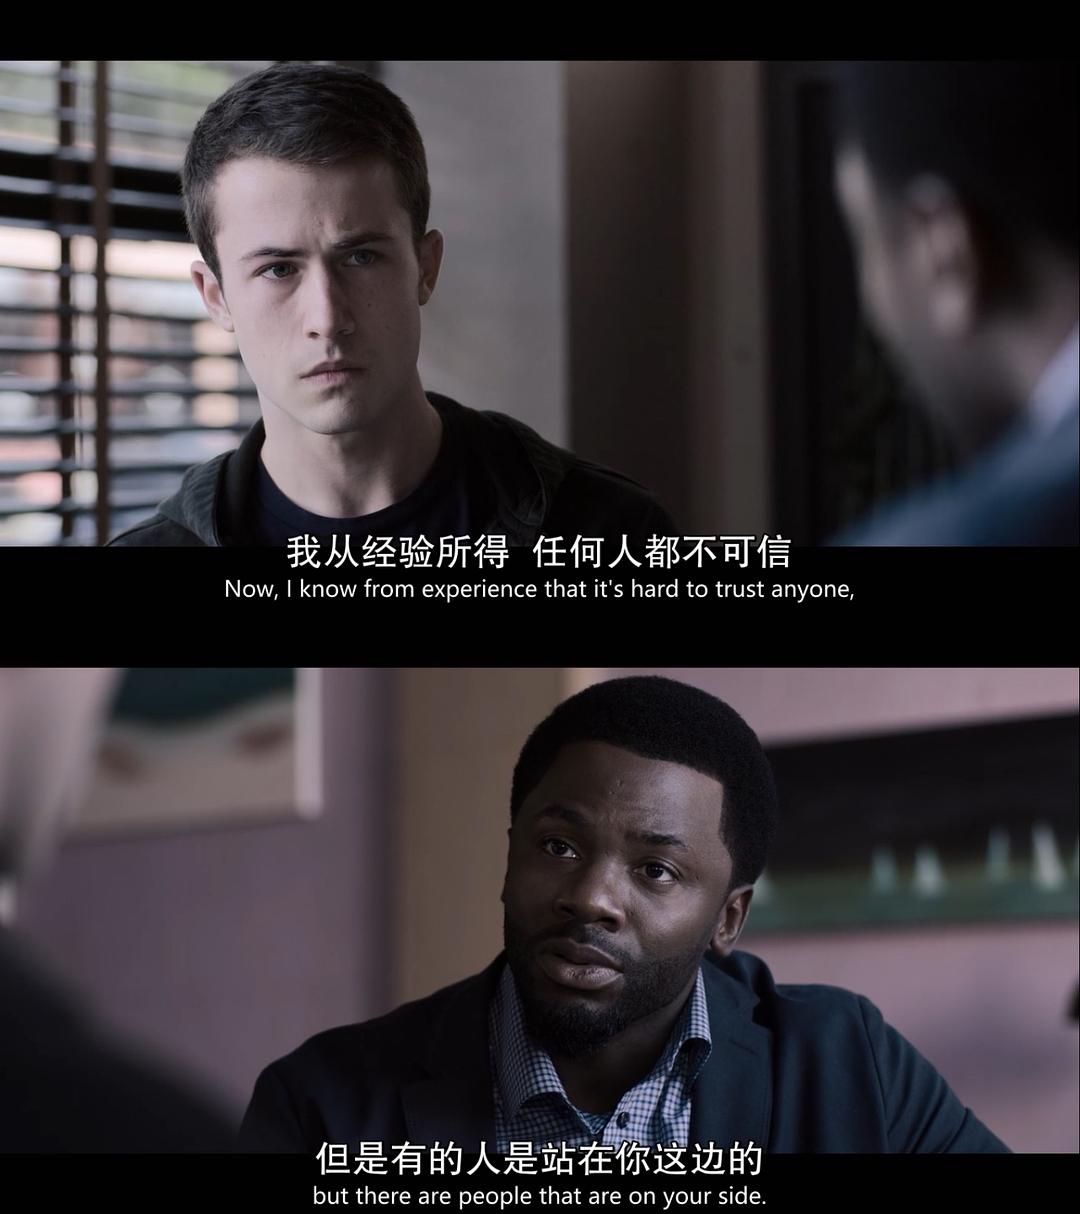 我从经验所得 任何人都不可信
Now, I know from experience that it's hard to trust anyone,
但是有的人是站在你这边的
but there are people that are on your side.